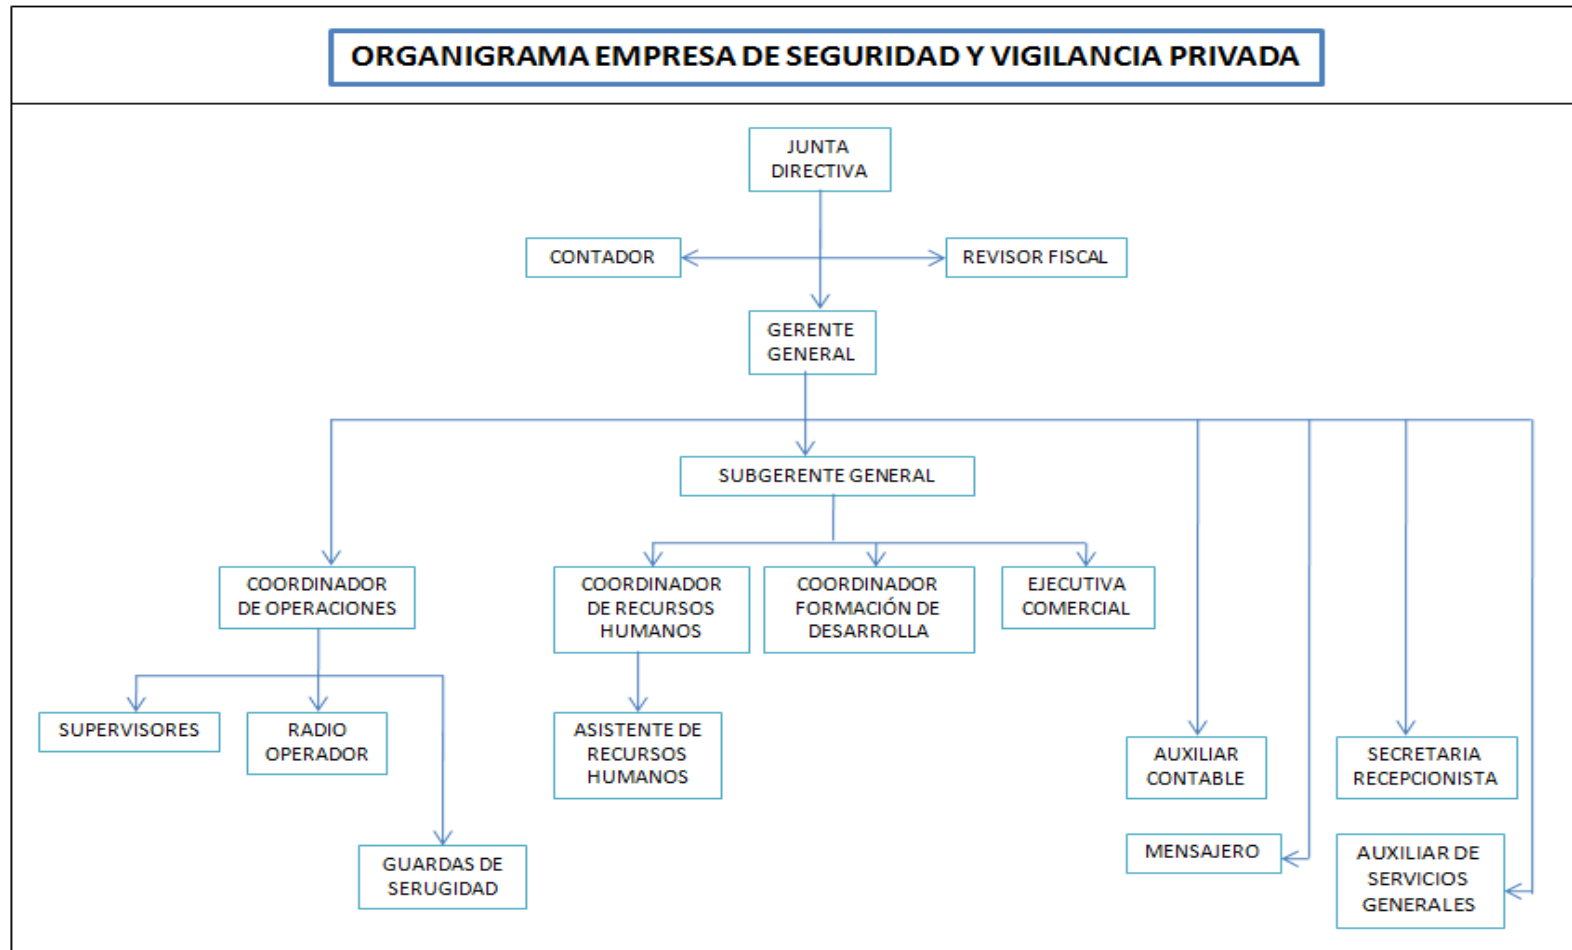 ORGANIGRAMA EMPRESA DE SEGURIDAD Y VIGILANCIA PRIVADA
JUNTA
DIRECTIVA
CONTADOR
REVISOR FISCAL
GERENTE
GENERAL
SUBGERENTE GENERAL
COORDINADOR
DE OPERACIONES
COORDINADOR
DE RECURSOS
HUMANOS
COORDINADOR
FORMACIÓN DE
DESARROLLA
EJECUTIVA
COMERCIAL
SUPERVISORES
RADIO
OPERADOR
ASISTENTE DE
RECURSOS
HUMANOS
AUXILIAR
CONTABLE
SECRETARIA
RECEPCIONISTA
GUARDAS DE
SERUGIDAD
MENSAJERO
AUXILIAR DE
SERVICIOS
GENERALES